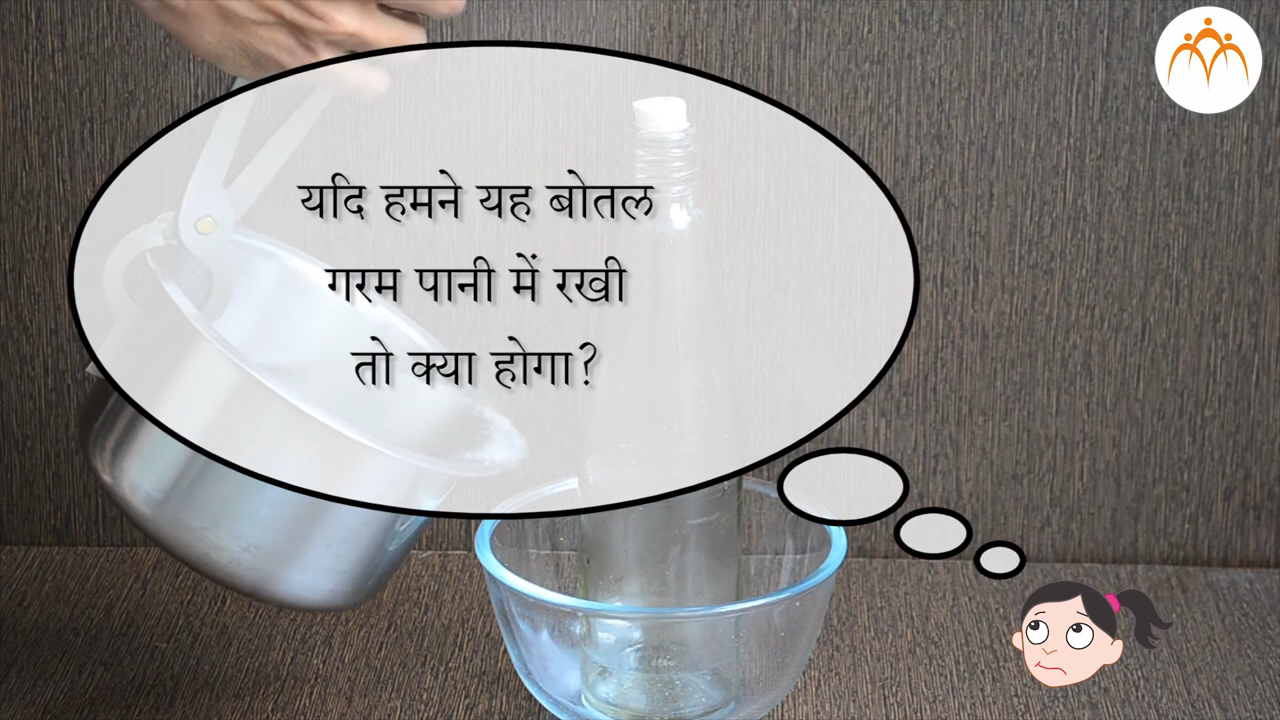 यदि हमने यह बोतल
गरम पानी में रखी
तो क्या होगा?